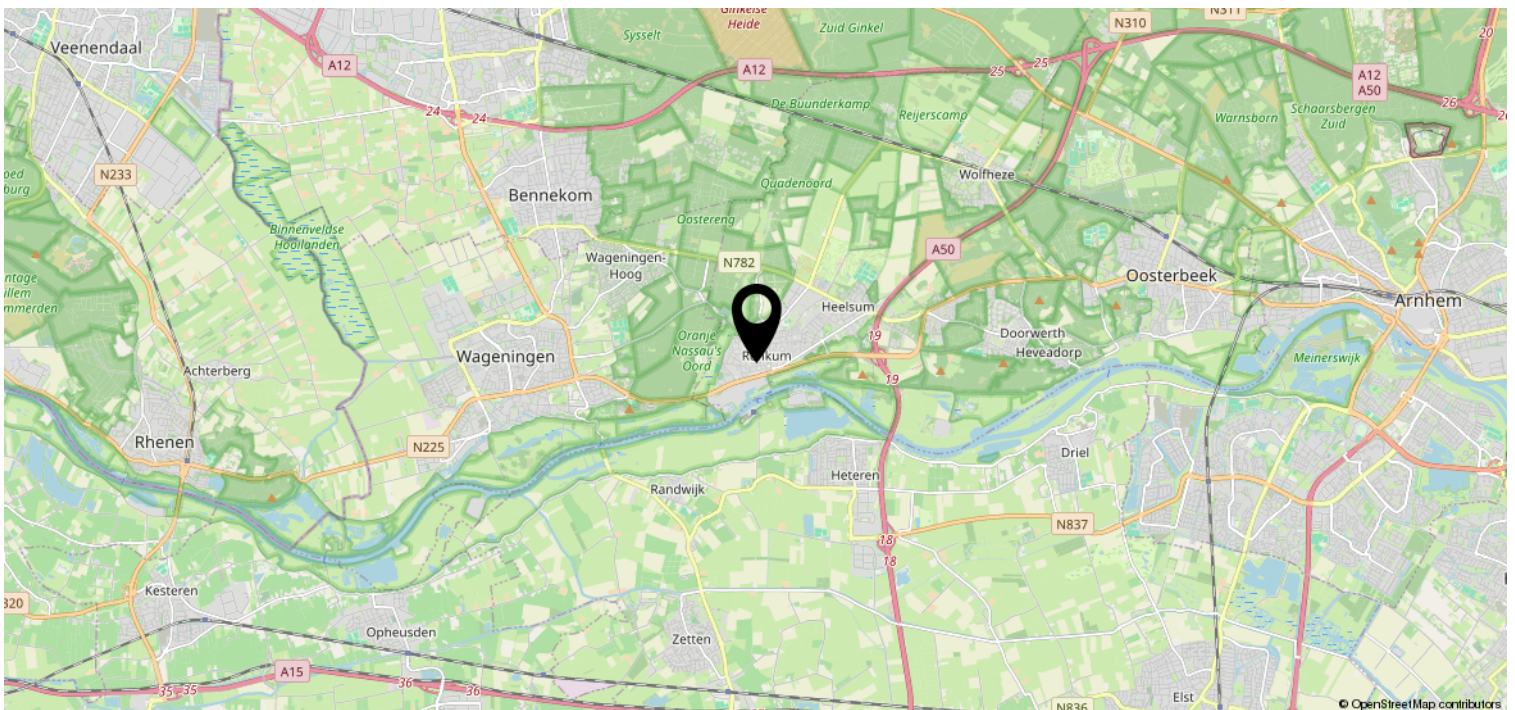 Ginkelse
Heide
Sysselt
Zuid Ginkel
N310
N311
20
Veenendaal
A12
A12
25
25
A12
A50
26
24
24
De Buunderkamp
Reijerscamp
Warnsborn
Schaarsbergen
Zuid
N233
Bennekom
Quadenoord
Wolfheze
Oostereng
Binnenveldse
Hooilanden
Wageningen-
Hoog
N782
A50
Oosterbeek
Arnhem
Heelsum
Oranje
Nassau's
Oord
19
Doorwerth
Heveadorp
Meinerswijk
Wageningen
Achterberg
19
Rhenen
N225
Driel
Heteren
Randwijk
N837
18
18
Kesteren
320
Opheusden
Zetten
A15
35
35
36
36
Elst
N836
© OpenStreetMap contributors